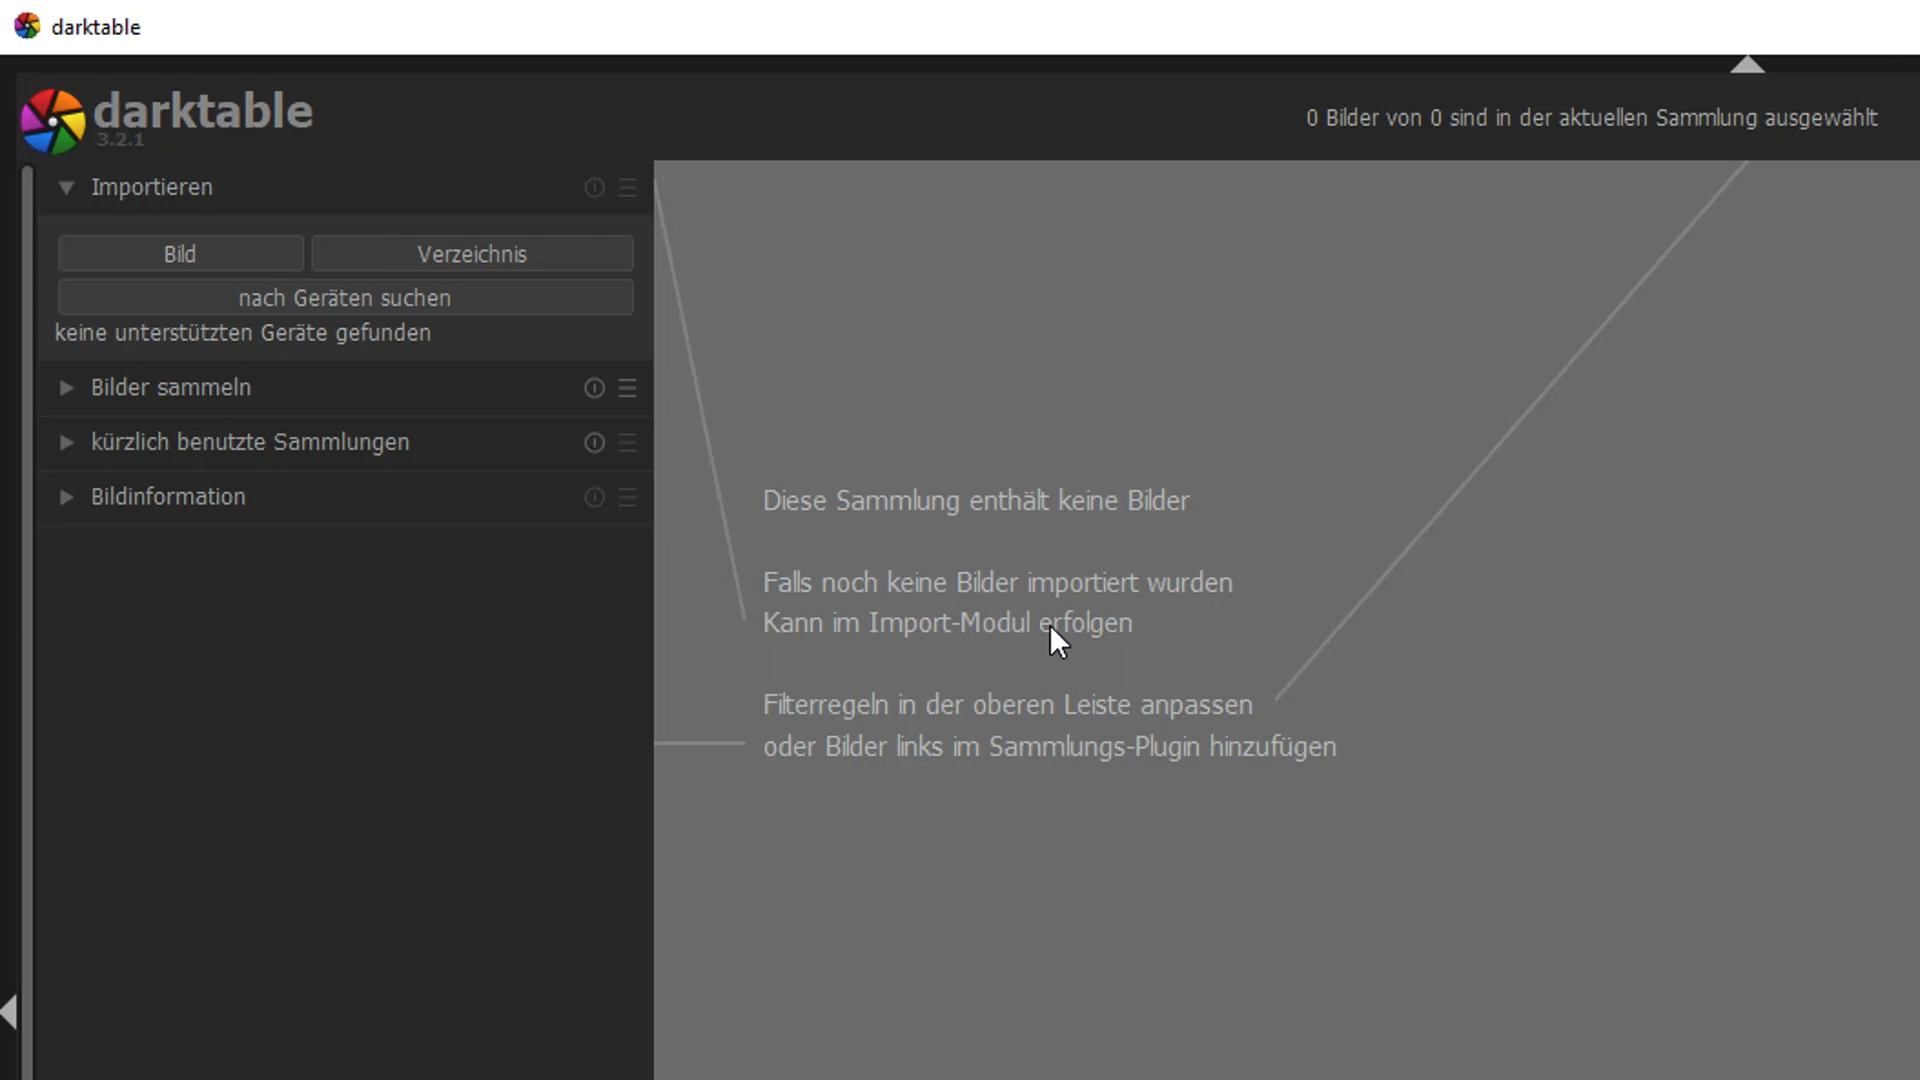 darktable
darktable
3.2.1
0 Bilder von 0 sind in der aktuellen Sammlung ausgewählt
Importieren
Bild
Verzeichnis
nach Geräten suchen
keine unterstützten Geräte gefunden
Bilder sammeln
kürzlich benutzte Sammlungen
Bildinformation
Diese Sammlung enthält keine Bilder
Falls noch keine Bilder importiert wurden
Kann im Import-Modul erfolgen
Filterregeln in der oberen Leiste anpassen
oder Bilder links im Sammlungs-Plugin hinzufügen